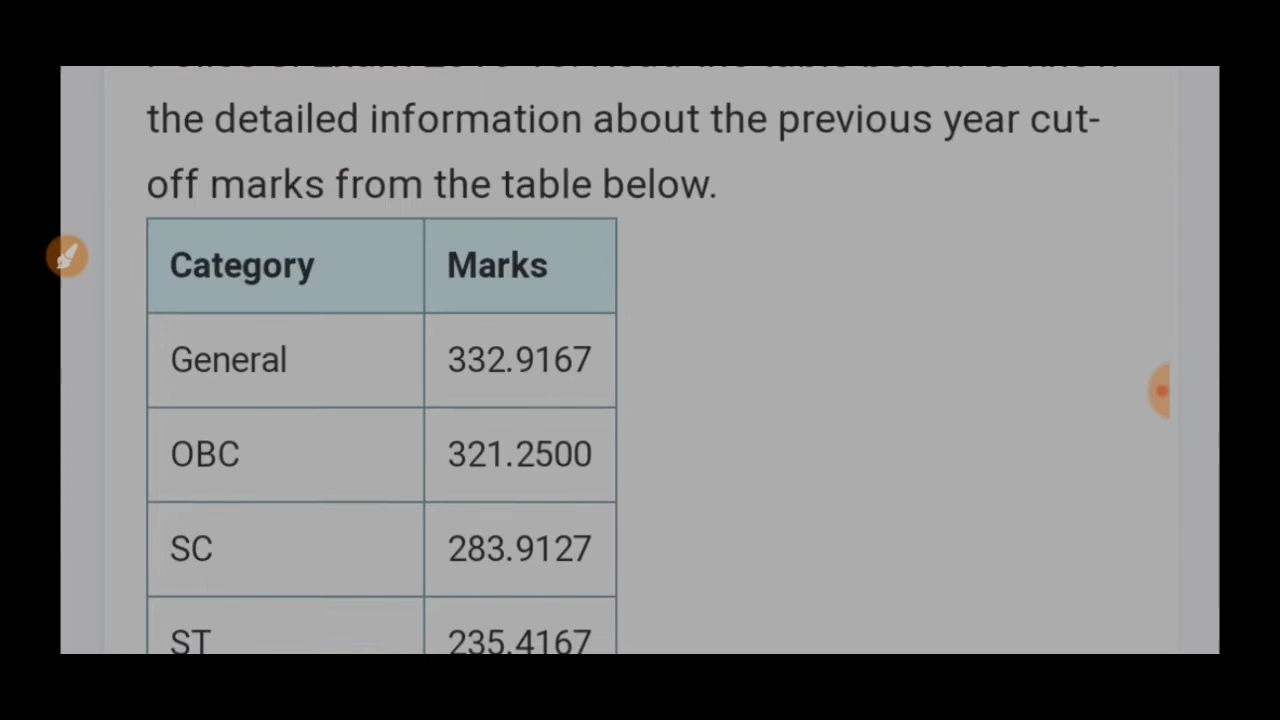 the detailed information about the previous year cut-
off marks from the table below.
Category Marks
General 332.9167
OBC 321.2500
SC 283.9127
ST 235.4167